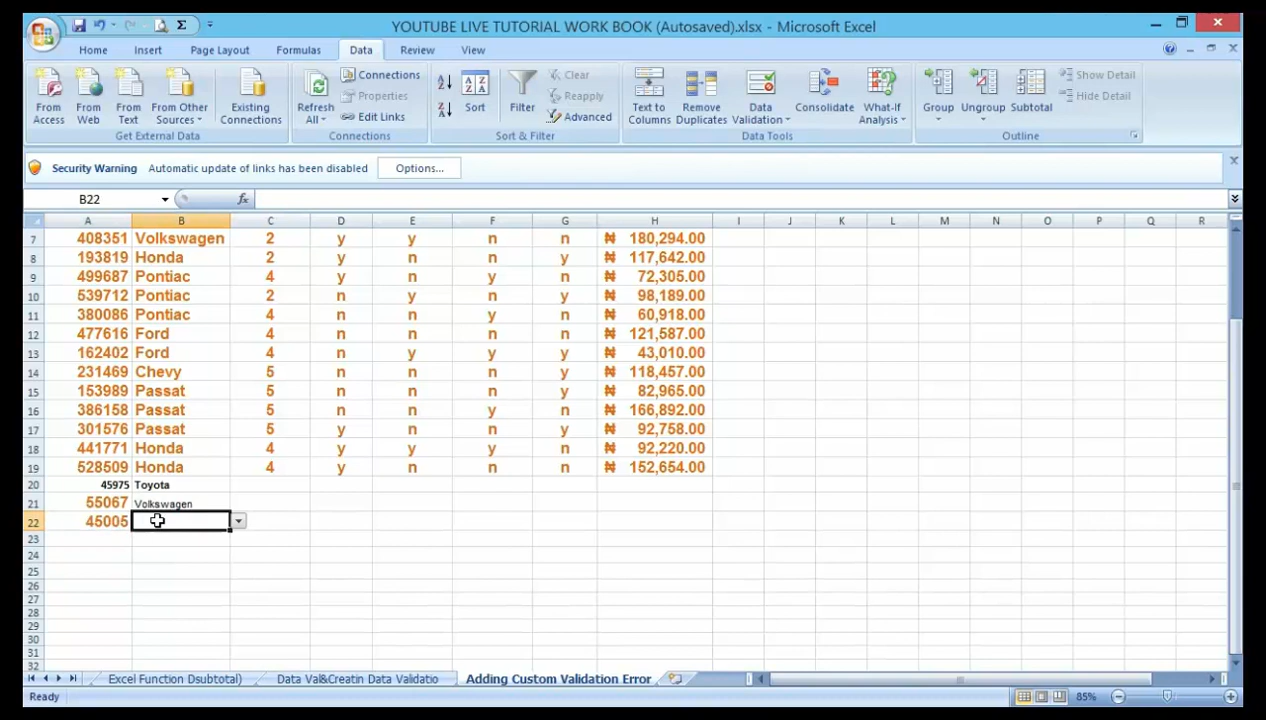 YOUTUBE LIVE TUTORIAL WORK BOOK (Autosaved).xlsx - Microsoft Excel
Home Insert Page Layout Formulas Data Review View
From Access From Web From Text From Other Sources Existing Connections Refresh All Connections Properties Edit Links Sort Filter Clear Reapply Advanced Text to Columns Remove Duplicates Data Validation Consolidate What-If Analysis Group Ungroup Subtotal Show Detail Hide Detail
Get External Data Connections Sort & Filter Data Tools Outline
Security Warning Automatic update of links has been disabled Options...
B22 fx
A B C D E F G H I J K L M N O P Q R
7 408351 Volkswagen 2 y y n n ₦ 180,294.00
8 193819 Honda 2 y n n y ₦ 117,642.00
9 499687 Pontiac 4 y n y n ₦ 72,305.00
10 539712 Pontiac 2 n y n y ₦ 98,189.00
11 380086 Pontiac 4 n n y n ₦ 60,918.00
12 477616 Ford 4 n n n y ₦ 121,587.00
13 162402 Ford 4 n y y y ₦ 43,010.00
14 231469 Chevy 5 n n n y ₦ 118,457.00
15 153989 Passat 5 n n n y ₦ 82,965.00
16 386158 Passat 5 n n y n ₦ 166,892.00
17 301576 Passat 5 y n n y ₦ 92,758.00
18 441771 Honda 4 y y y n ₦ 92,220.00
19 528509 Honda 4 y n n n ₦ 152,654.00
20 45975 Toyota
21 55067 Volkswagen
22 45005
23
24
25
26
27
28
29
30
31
32
Excel Function Dsubtotal) Data Val&Creatin Data Validatio Adding Custom Validation Error
Ready 85%